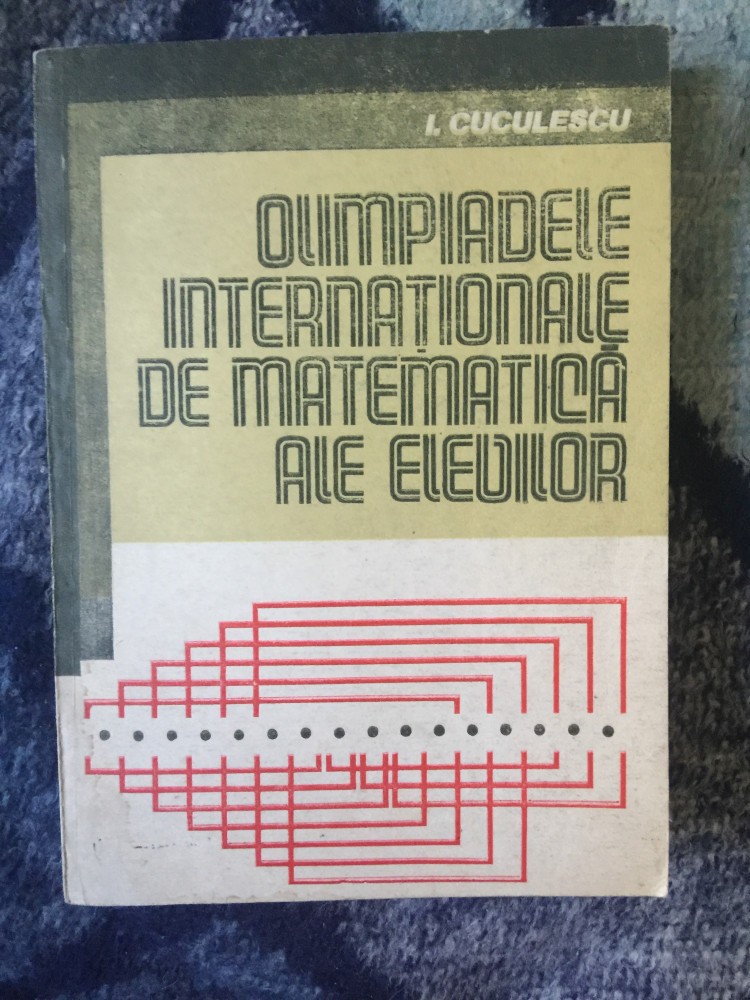 I. CUCULESCU
OLIMPIADELE
INTERNAȚIONALE
DE MATEMATICĂ
ALE ELEVILOR